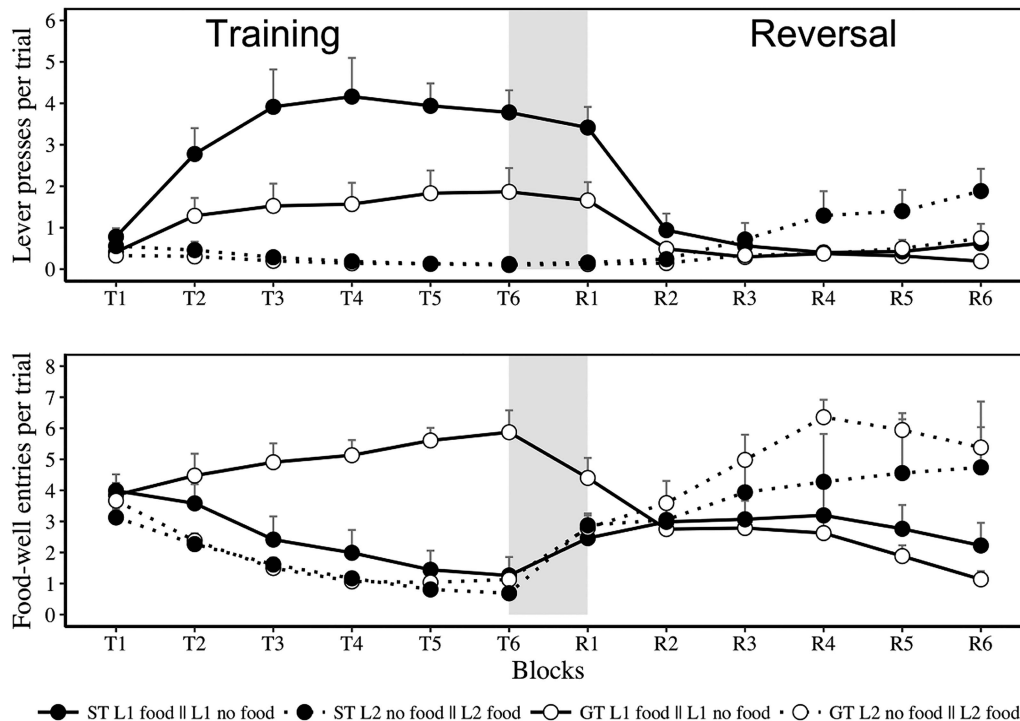 Training Reversal
Lever presses per trial
6
5
4
3
2
1
0
T1 T2 T3 T4 T5 T6 R1 R2 R3 R4 R5 R6
Food-well entries per trial
8
7
6
5
4
3
2
1
0
T1 T2 T3 T4 T5 T6 R1 R2 R3 R4 R5 R6
Blocks
ST L1 food || L1 no food ST L2 no food || L2 food GT L1 food || L1 no food GT L2 no food || L2 food